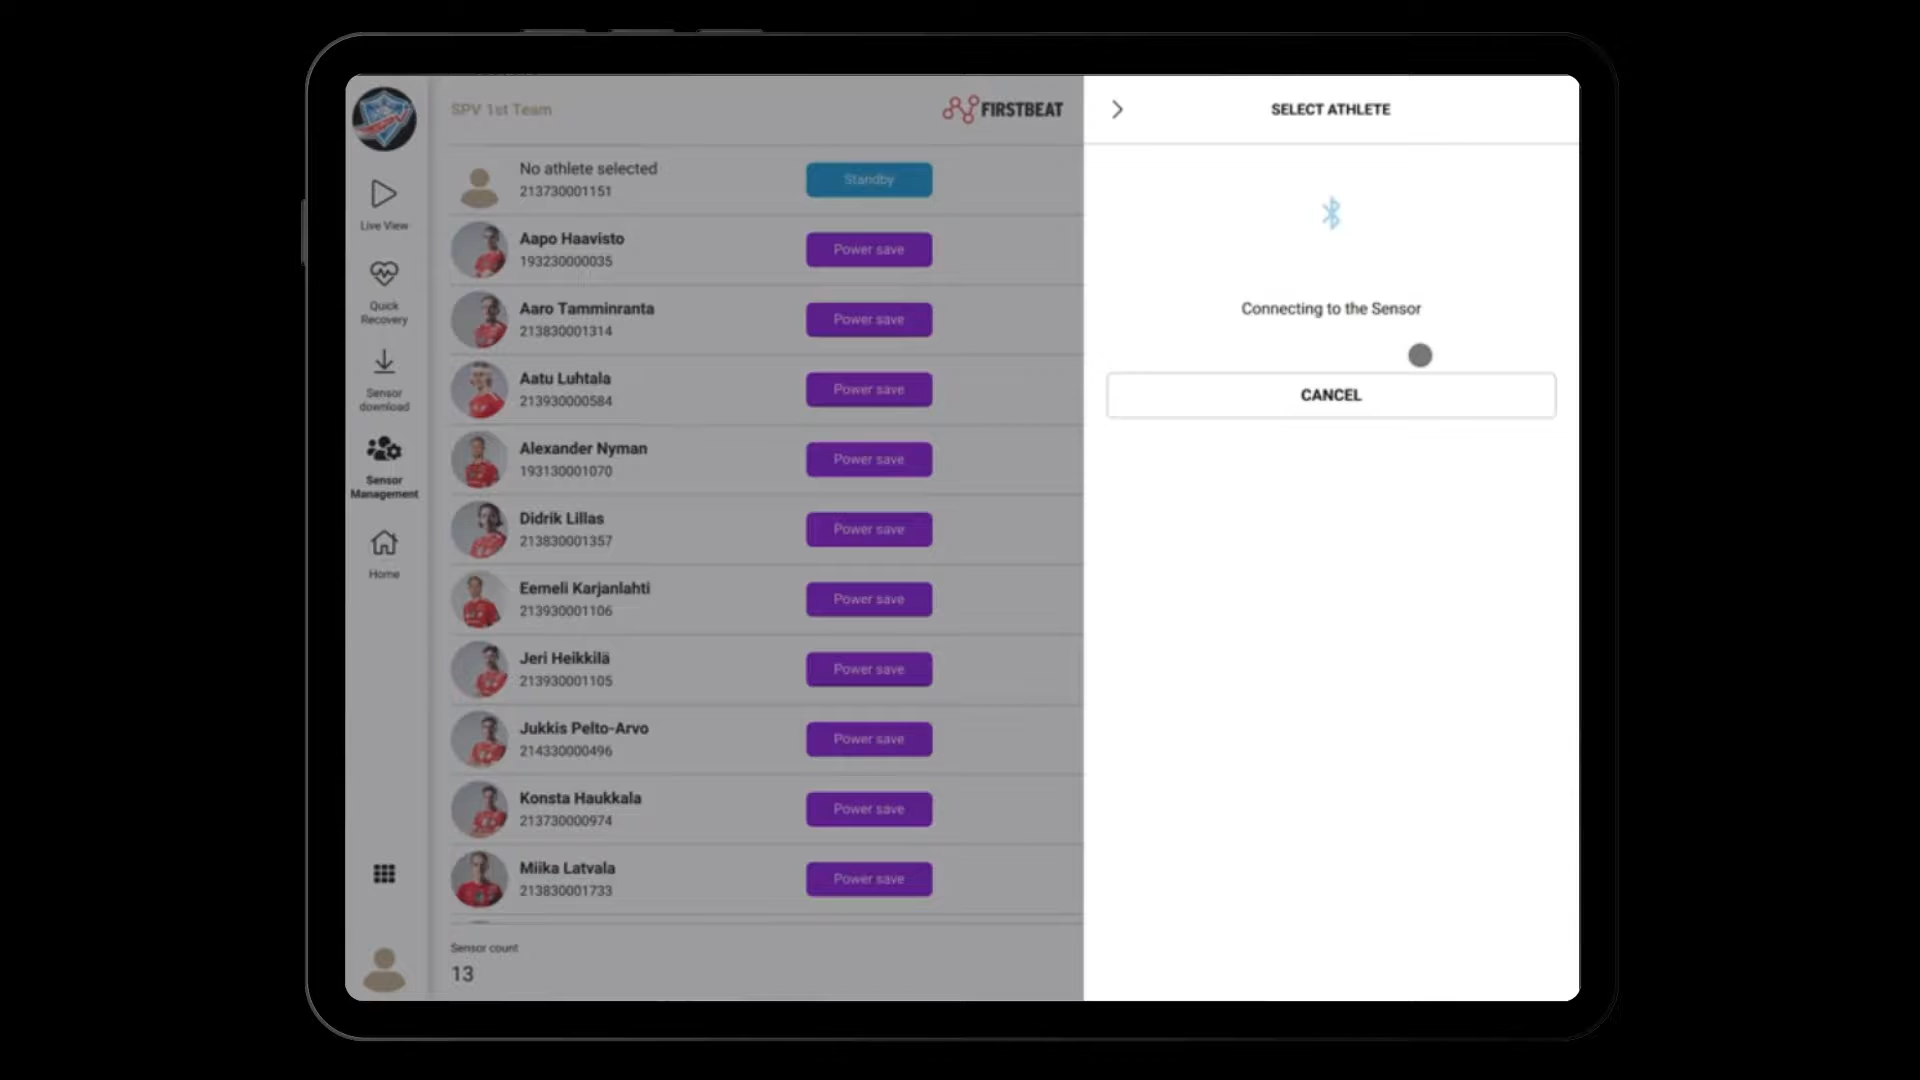 SPV 1st Team
FIRSTBEAT
SELECT ATHLETE
Live View
Quick
Recovery
Sensor
download
Sensor
Management
Home
No athlete selected
213730001151
Standby
Aapo Haavisto
193230000035
Power save
Aaro Tamminranta
213830001314
Power save
Aatu Luhtala
213930000584
Power save
Alexander Nyman
193130001070
Power save
Didrik Lillas
213830001357
Power save
Eemeli Karjanlahti
213930001106
Power save
Jeri Heikkilä
213930001105
Power save
Jukkis Pelto-Arvo
214330000496
Power save
Konsta Haukkala
213730000974
Power save
Miika Latvala
213830001733
Power save
Sensor count
13
Connecting to the Sensor
CANCEL